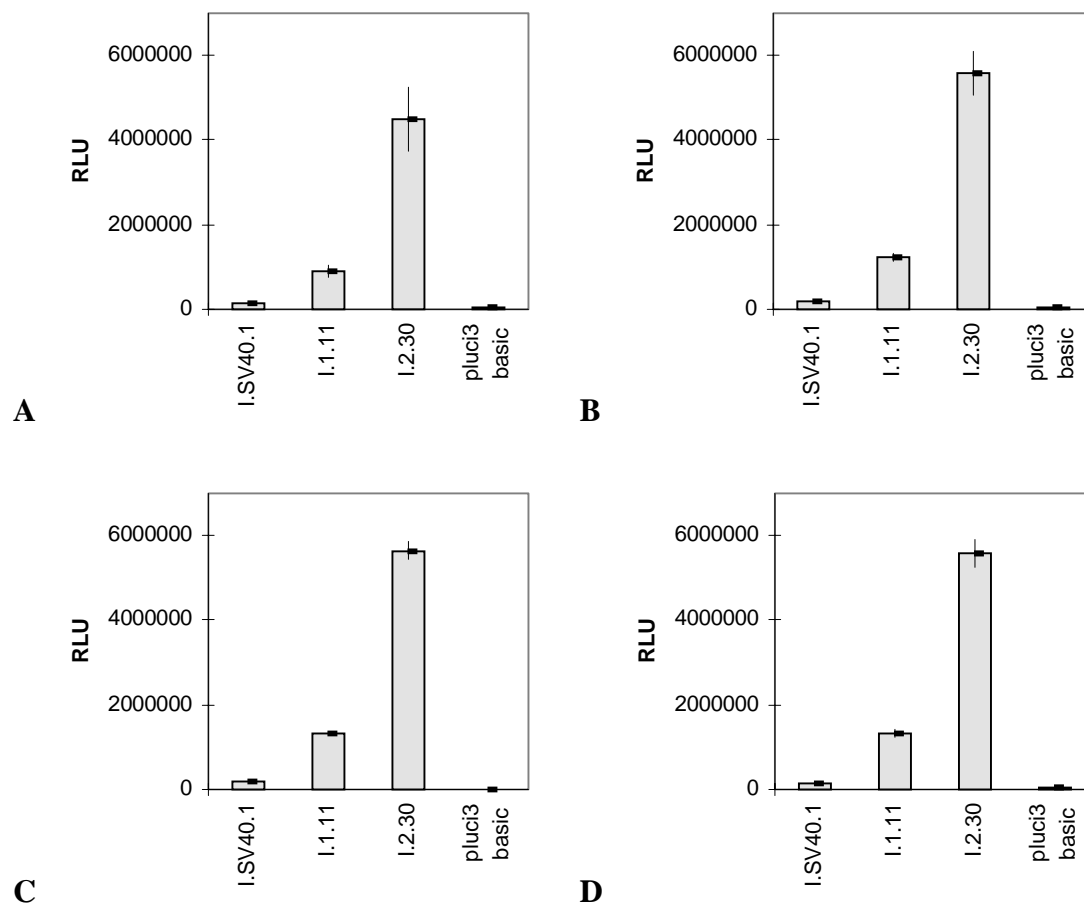 6000000
4000000
2000000
0
RLU
I.SV40.1
I.1.11
I.2.30
pluci3
basic
A
6000000
4000000
2000000
0
RLU
I.SV40.1
I.1.11
I.2.30
pluci3
basic
B
6000000
4000000
2000000
0
RLU
I.SV40.1
I.1.11
I.2.30
pluci3
basic
C
6000000
4000000
2000000
0
RLU
I.SV40.1
I.1.11
I.2.30
pluci3
basic
D